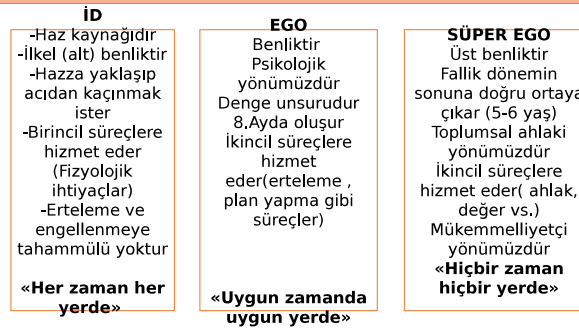 İD
-Haz kaynağıdır
-İlkel (alt) benliktir
-Hazza yaklaşıp
acıdan kaçınmak
ister
-Birincil süreçlere
hizmet eder
(Fizyolojik
ihtiyaçlar)
-Erteleme ve
engellenmeye
tahammülü yoktur
«Her zaman her
yerde»
EGO
Benliktir
Psikolojik
yönümüzdür
Denge unsurudur
8.Ayda oluşur
İkincil süreçlere
hizmet
eder(erteleme ,
plan yapma gibi
süreçler)
«Uygun zamanda
uygun yerde»
SÜPER EGO
Üst benliktir
Fallik dönemin
sonuna doğru ortaya
çıkar (5-6 yaş)
Toplumsal ahlaki
yönümüzdür
İkincil süreçlere
hizmet eder( ahlak,
değer vs.)
Mükemmelliyetçi
yönümüzdür
«Hiçbir zaman
hiçbir yerde»